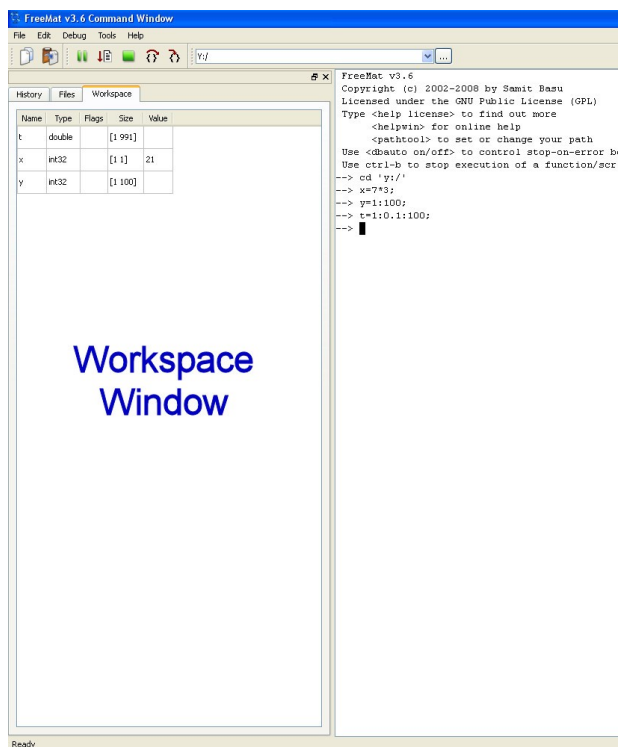 FreeMat v3.6 Command Window
File Edit Debug Tools Help
Y:/ ...
History Files Workspace
Name Type Flags Size Value
t double [1 991]
x int32 [1 1] 21
y int32 [1 100]
Workspace
Window
FreeMat v3.6
Copyright (c) 2002-2008 by Samit Basu
Licensed under the GNU Public License (GPL)
Type <help license> to find out more
<helpwin> for online help
<pathtool> to set or change your path
Use <dbauto on/off> to control stop-on-error b
Use ctrl-b to stop execution of a function/scr
--> cd 'y:/'
--> x=7*3;
--> y=1:100;
--> t=1:0.1:100;
-->
Ready